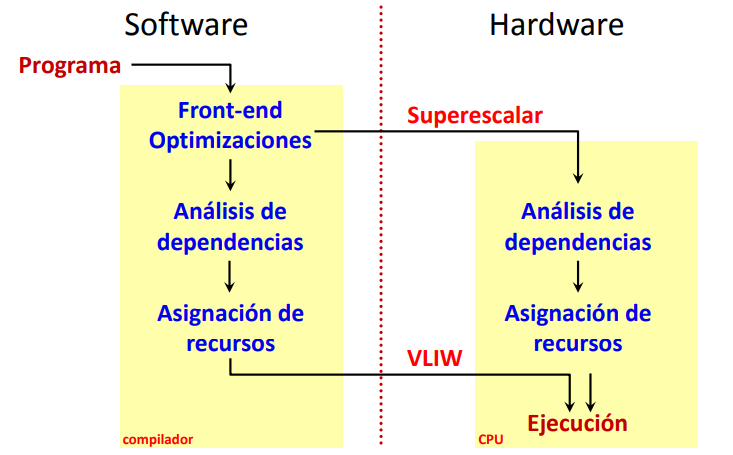 Software
Hardware
Programa
Front-end
Optimizaciones
Superescalar
Análisis de
dependencias
Análisis de
dependencias
Asignación de
recursos
Asignación de
recursos
VLIW
Ejecución
compilador
CPU